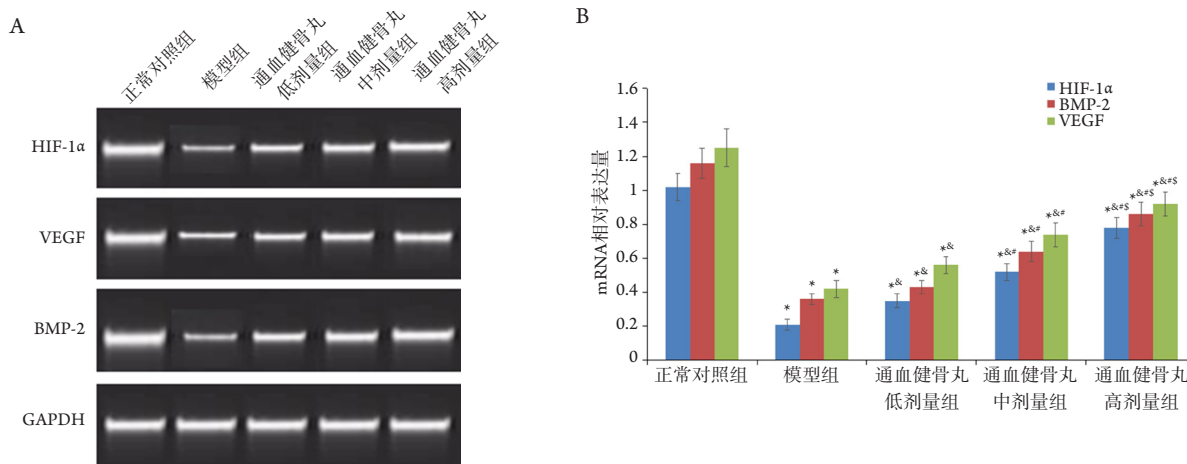 A
正常对照组
模型组
通血健骨丸
低剂量组
通血健骨丸
中剂量组
通血健骨丸
高剂量组
HIF-1α
VEGF
BMP-2
GAPDH
B
HIF-1α
BMP-2
VEGF
mRNA相对表达量
1.6
1.4
1.2
1
0.8
0.6
0.4
0.2
0
* * *
*& *& *&
*&# *&# *&#
*&#$ *&#$ *&#$
正常对照组 模型组 通血健骨丸 通血健骨丸 通血健骨丸
低剂量组 中剂量组 高剂量组